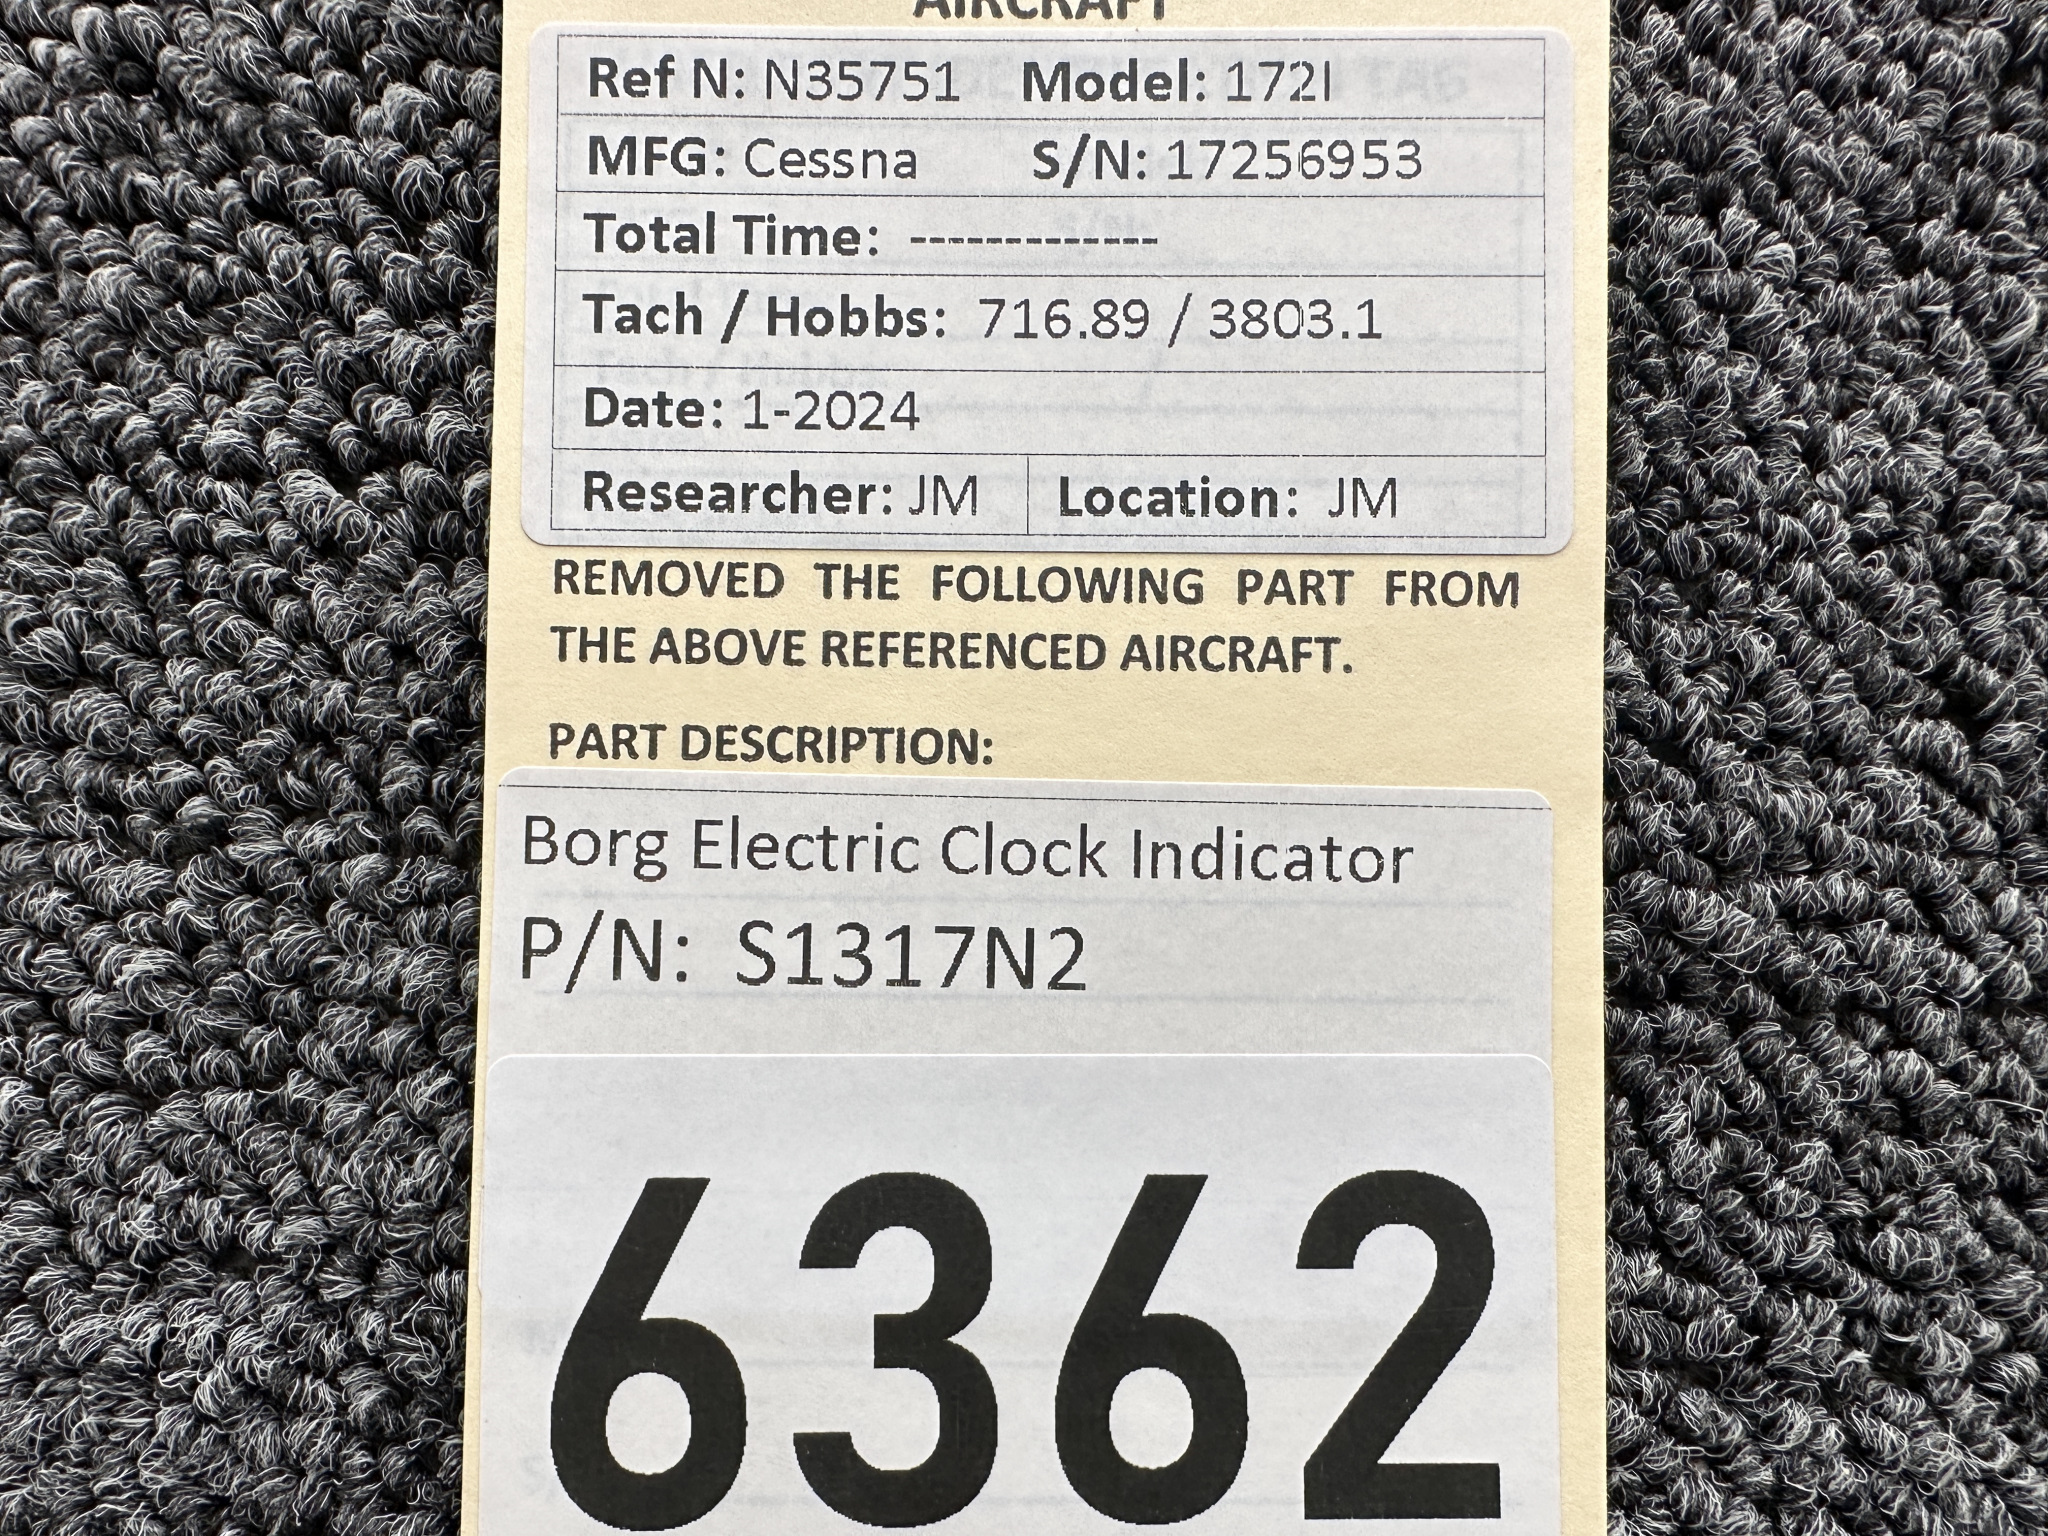 AIRCRAFT
Ref N: N35751 Model: 172I
MFG: Cessna S/N: 17256953
Total Time: -------------
Tach / Hobbs: 716.89 / 3803.1
Date: 1-2024
Researcher: JM Location: JM
REMOVED THE FOLLOWING PART FROM
THE ABOVE REFERENCED AIRCRAFT.
PART DESCRIPTION:
Borg Electric Clock Indicator
P/N: S1317N2
6362